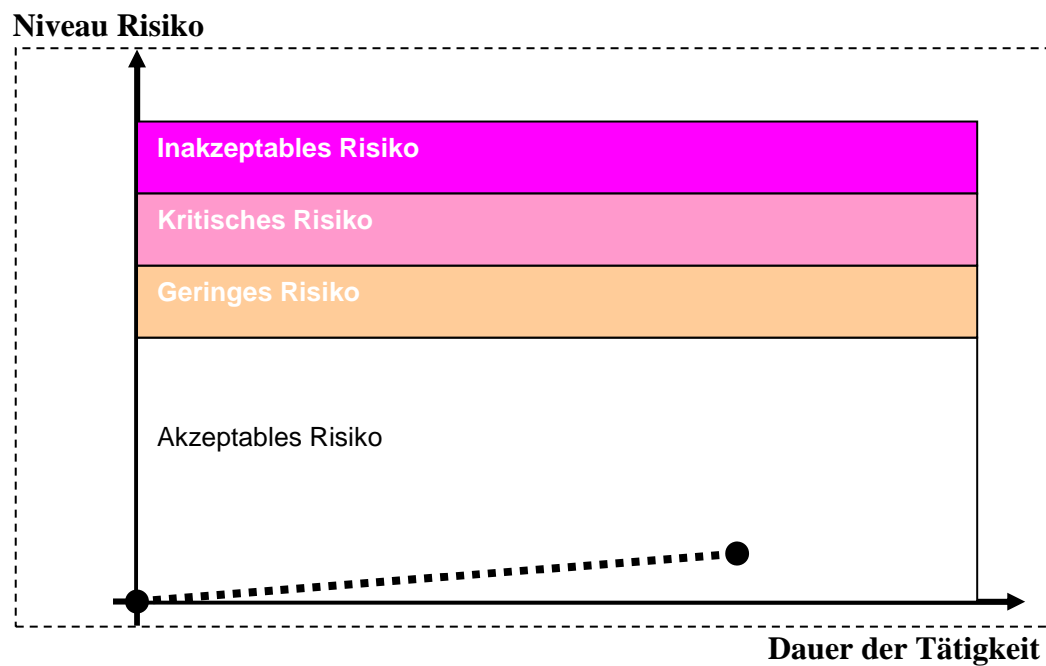 Niveau Risiko
Inakzeptables Risiko
Kritisches Risiko
Geringes Risiko
Akzeptables Risiko
Dauer der Tätigkeit